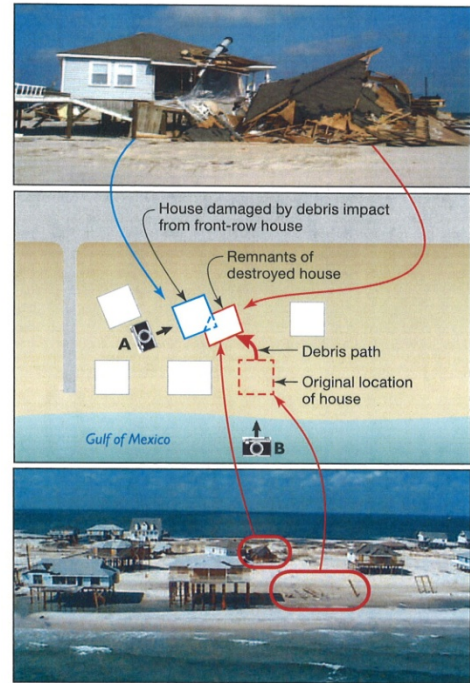 House damaged by debris impact
from front-row house
Remnants of
destroyed house
A
Debris path
Original location
of house
Gulf of Mexico
B